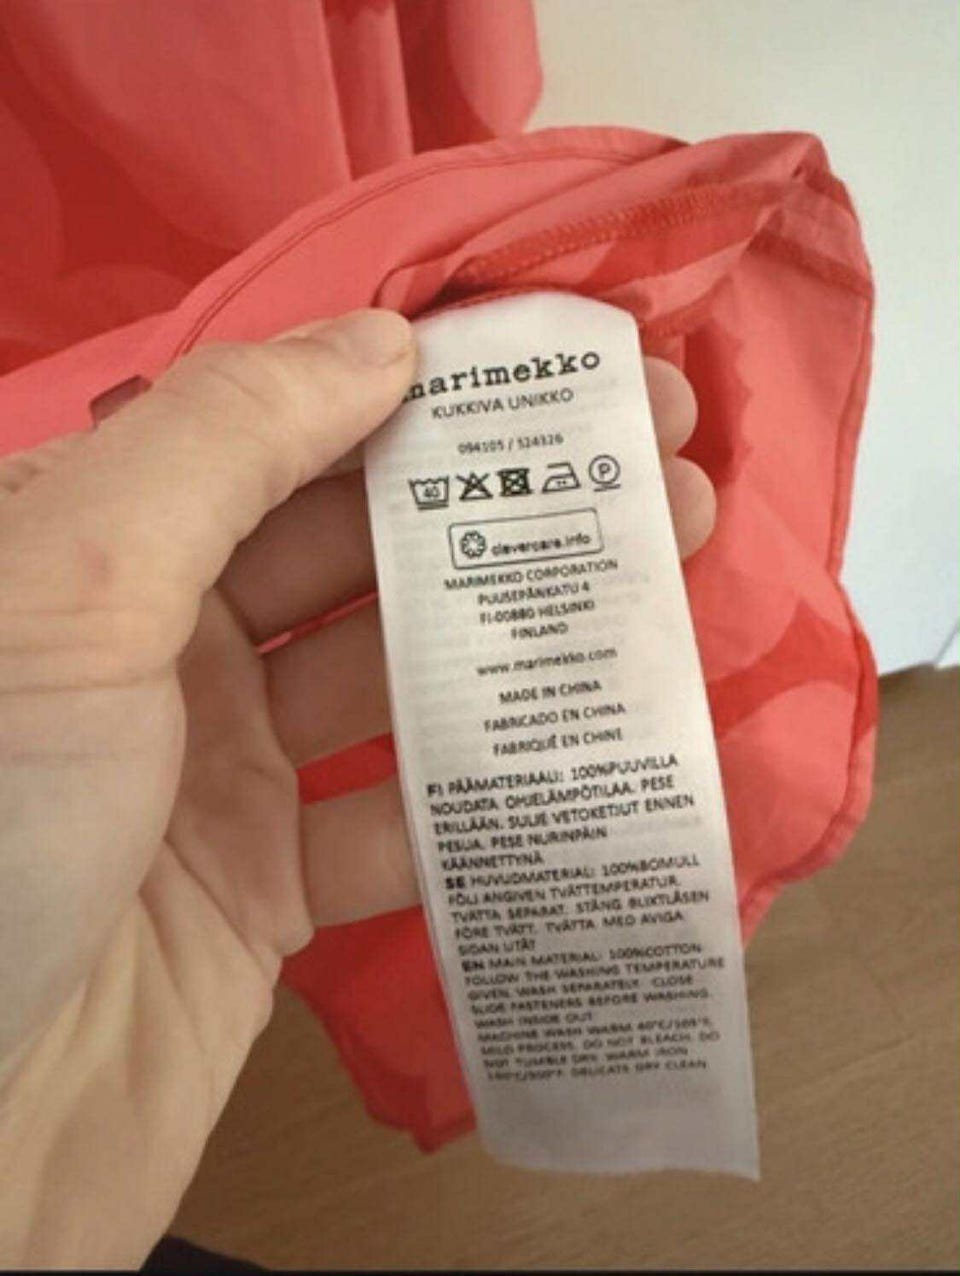 marimekko
KUKKIVA UNIKKO
094105 / 524326
40
P
clevercare.info
MARIMEKKO CORPORATION
PUUSEPÄNKATU 4
FI-00880 HELSINKI
FINLAND
www.marimekko.com
MADE IN CHINA
FABRICADO EN CHINA
FABRIQUÉ EN CHINE
FI PÄÄMATERIAALI: 100%PUUVILLA
NOUDATA OHJELÄMPÖTILAA. PESE
ERILLÄÄN. SULJE VETOKETJUT ENNEN
PESUA. PESE NURINPÄIN
KÄÄNNETTYNÄ
SE HUVUDMATERIAL: 100%BOMULL
FÖLJ ANGIVEN TVÄTTEMPERATUR.
TVÄTTA SEPARAT. STÄNG BLIXTLÅSEN
FÖRE TVÄTT. TVÄTTA MED AVIGA
SIDAN UTÅT
EN MAIN MATERIAL: 100%COTTON
FOLLOW THE WASHING TEMPERATURE
GIVEN. WASH SEPARATELY. CLOSE
SLIDE FASTENERS BEFORE WASHING.
WASH INSIDE OUT
MACHINE WASH WARM 40°C/105°F,
MILD PROCESS. DO NOT BLEACH. DO
NOT TUMBLE DRY. WARM IRON
DELICATE DRY CLEAN